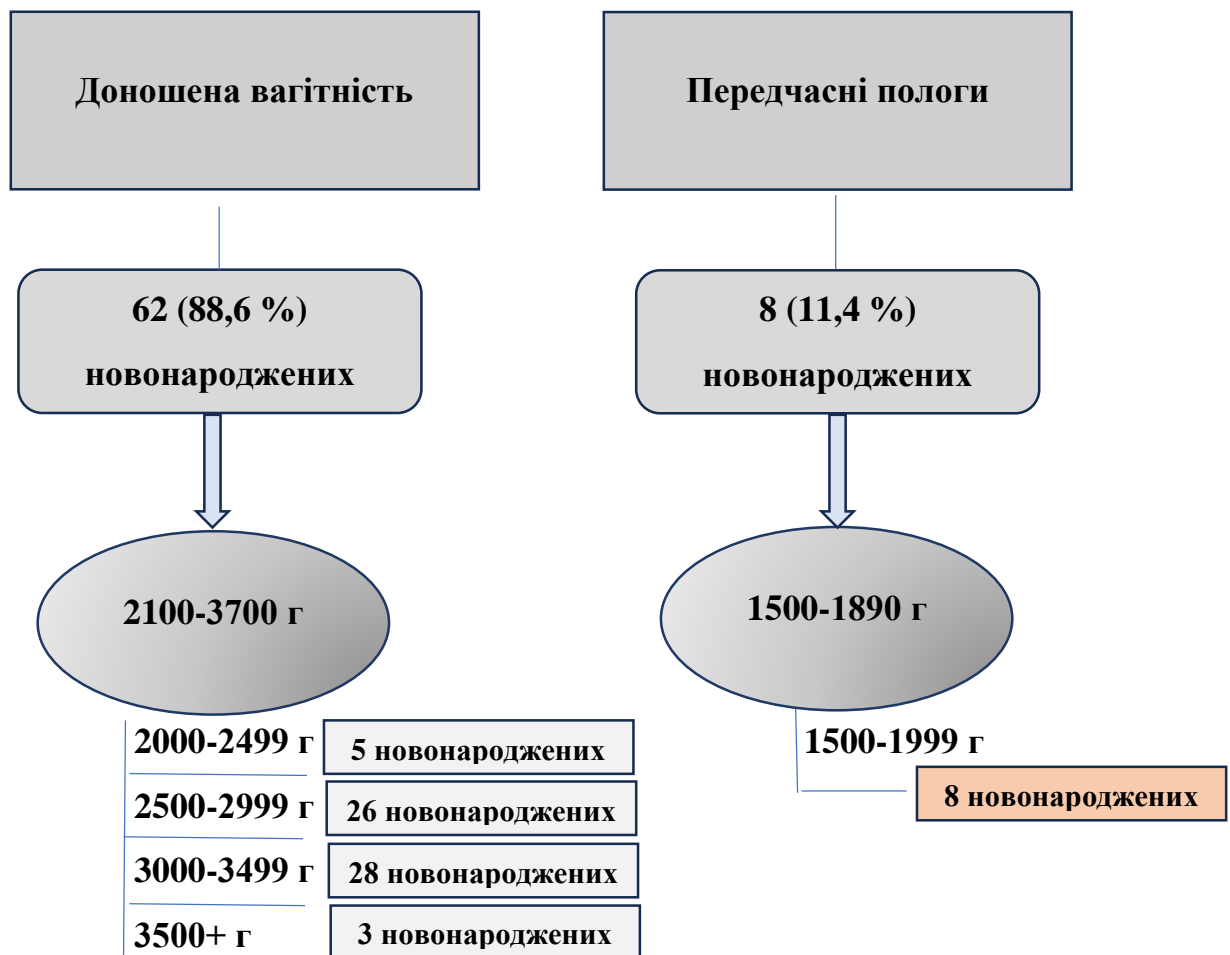 Доношена вагітність
Передчасні пологи
62 (88,6 %)
новонароджених
8 (11,4 %)
новонароджених
2100-3700 г
1500-1890 г
2000-2499 г
5 новонароджених
2500-2999 г
26 новонароджених
3000-3499 г
28 новонароджених
3500+ г
3 новонароджених
1500-1999 г
8 новонароджених